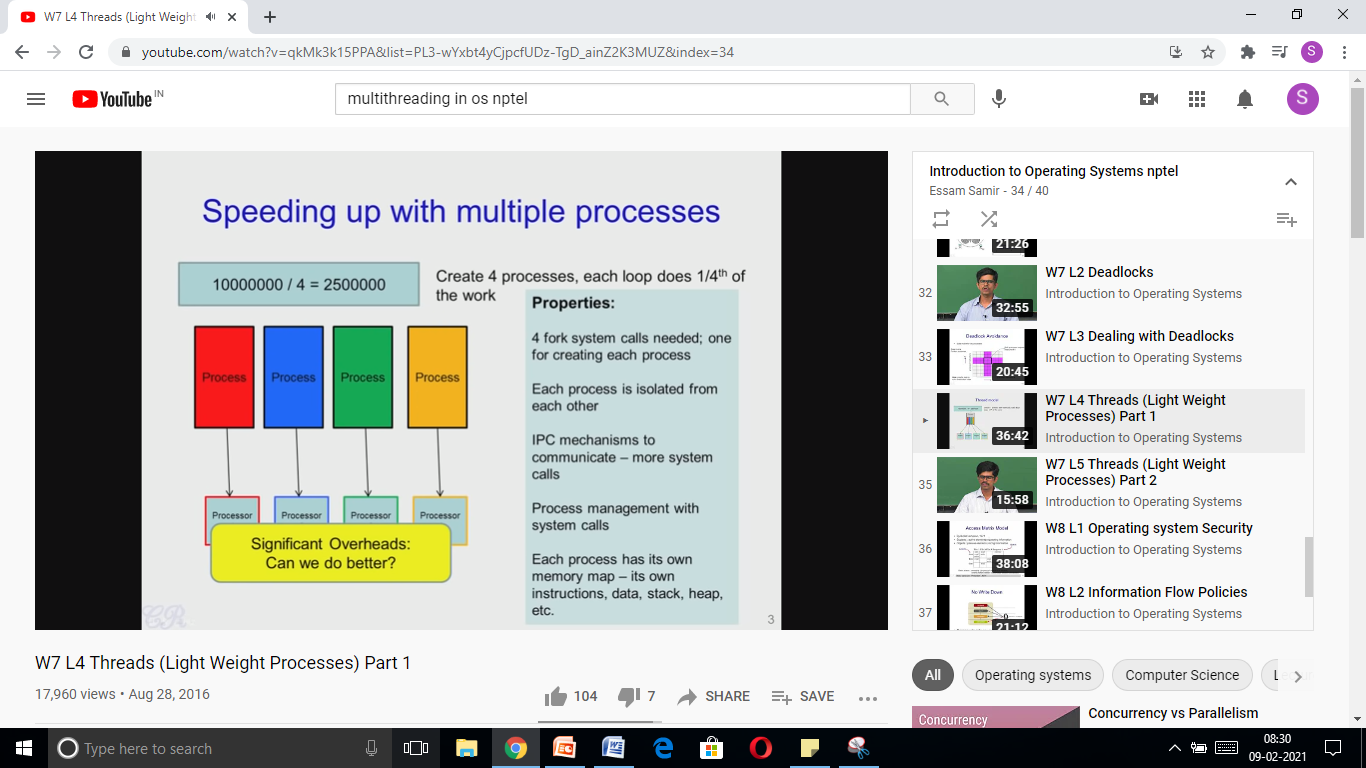 W7 L4 Threads (Light Weight
youtube.com/watch?v=qkMk3k15PPA&list=PL3-wYxbt4yCjpcfUDz-TgD_ainZ2K3MUZ&index=34
S
YouTube IN
multithreading in os nptel
S
Speeding up with multiple processes
10000000 / 4 = 2500000
Create 4 processes, each loop does 1/4th of
the work
Process
Process
Process
Process
Processor
Processor
Processor
Processor
Significant Overheads:
Can we do better?
Properties:
4 fork system calls needed; one
for creating each process
Each process is isolated from
each other
IPC mechanisms to
communicate – more system
calls
Process management with
system calls
Each process has its own
memory map – its own
instructions, data, stack, heap,
etc.
3
W7 L4 Threads (Light Weight Processes) Part 1
17,960 views • Aug 28, 2016
104
7
SHARE
SAVE
Introduction to Operating Systems nptel
Essam Samir - 34 / 40
21:26
32
32:55
W7 L2 Deadlocks
Introduction to Operating Systems
33
Deadlock Avoidance
20:45
W7 L3 Dealing with Deadlocks
Introduction to Operating Systems
36:42
W7 L4 Threads (Light Weight
Processes) Part 1
Introduction to Operating Systems
35
15:58
W7 L5 Threads (Light Weight
Processes) Part 2
Introduction to Operating Systems
36
Access Matrix Model
38:08
W8 L1 Operating system Security
Introduction to Operating Systems
37
No Write Down
21:12
W8 L2 Information Flow Policies
Introduction to Operating Systems
All
Operating systems
Computer Science
Concurrency
Concurrency vs Parallelism
Type here to search
08:30
09-02-2021